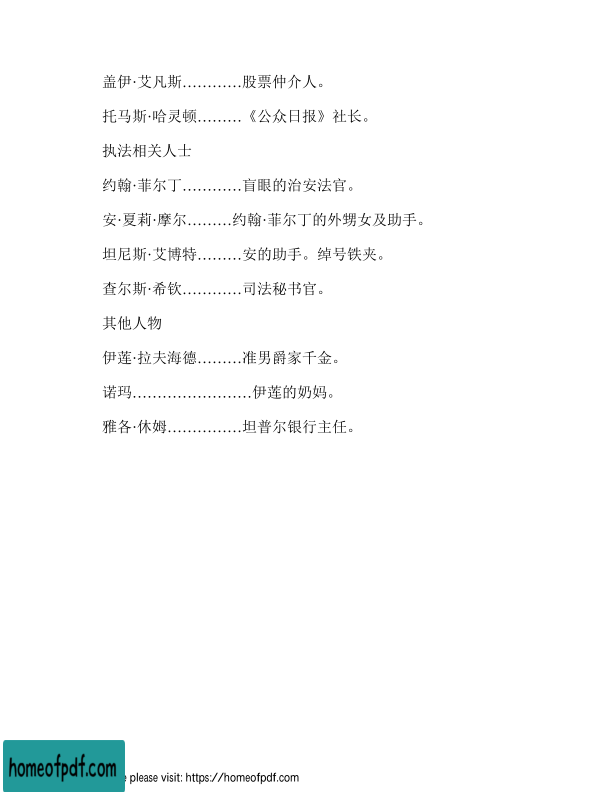 盖伊·艾凡斯…………股票仲介人。
托马斯·哈灵顿………《公众日报》社长。
执法相关人士
约翰·菲尔丁…………盲眼的治安法官。
安·夏莉·摩尔………约翰·菲尔丁的外甥女及助手。
坦尼斯·艾博特………安的助手。绰号铁夹。
查尔斯·希钦…………司法秘书官。
其他人物
伊莲·拉夫海德………准男爵家千金。
诺玛……………………伊莲的奶妈。
雅各·休姆……………坦普尔银行主任。
homeofpdf.com
please visit: https://homeofpdf.com